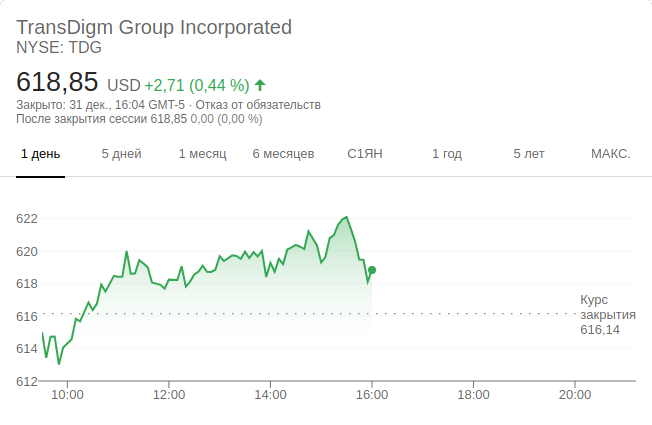 TransDigm Group Incorporated
NYSE: TDG
618,85 USD +2,71 (0,44 %)
Закрыто: 31 дек., 16:04 GMT-5 · Отказ от обязательств
После закрытия сессии 618,85 0,00 (0,00 %)
1 день 5 дней 1 месяц 6 месяцев С1ЯН 1 год 5 лет МАКС.
622
620
618
616
614
612
Курс
закрытия
616,14
10:00 12:00 14:00 16:00 18:00 20:00